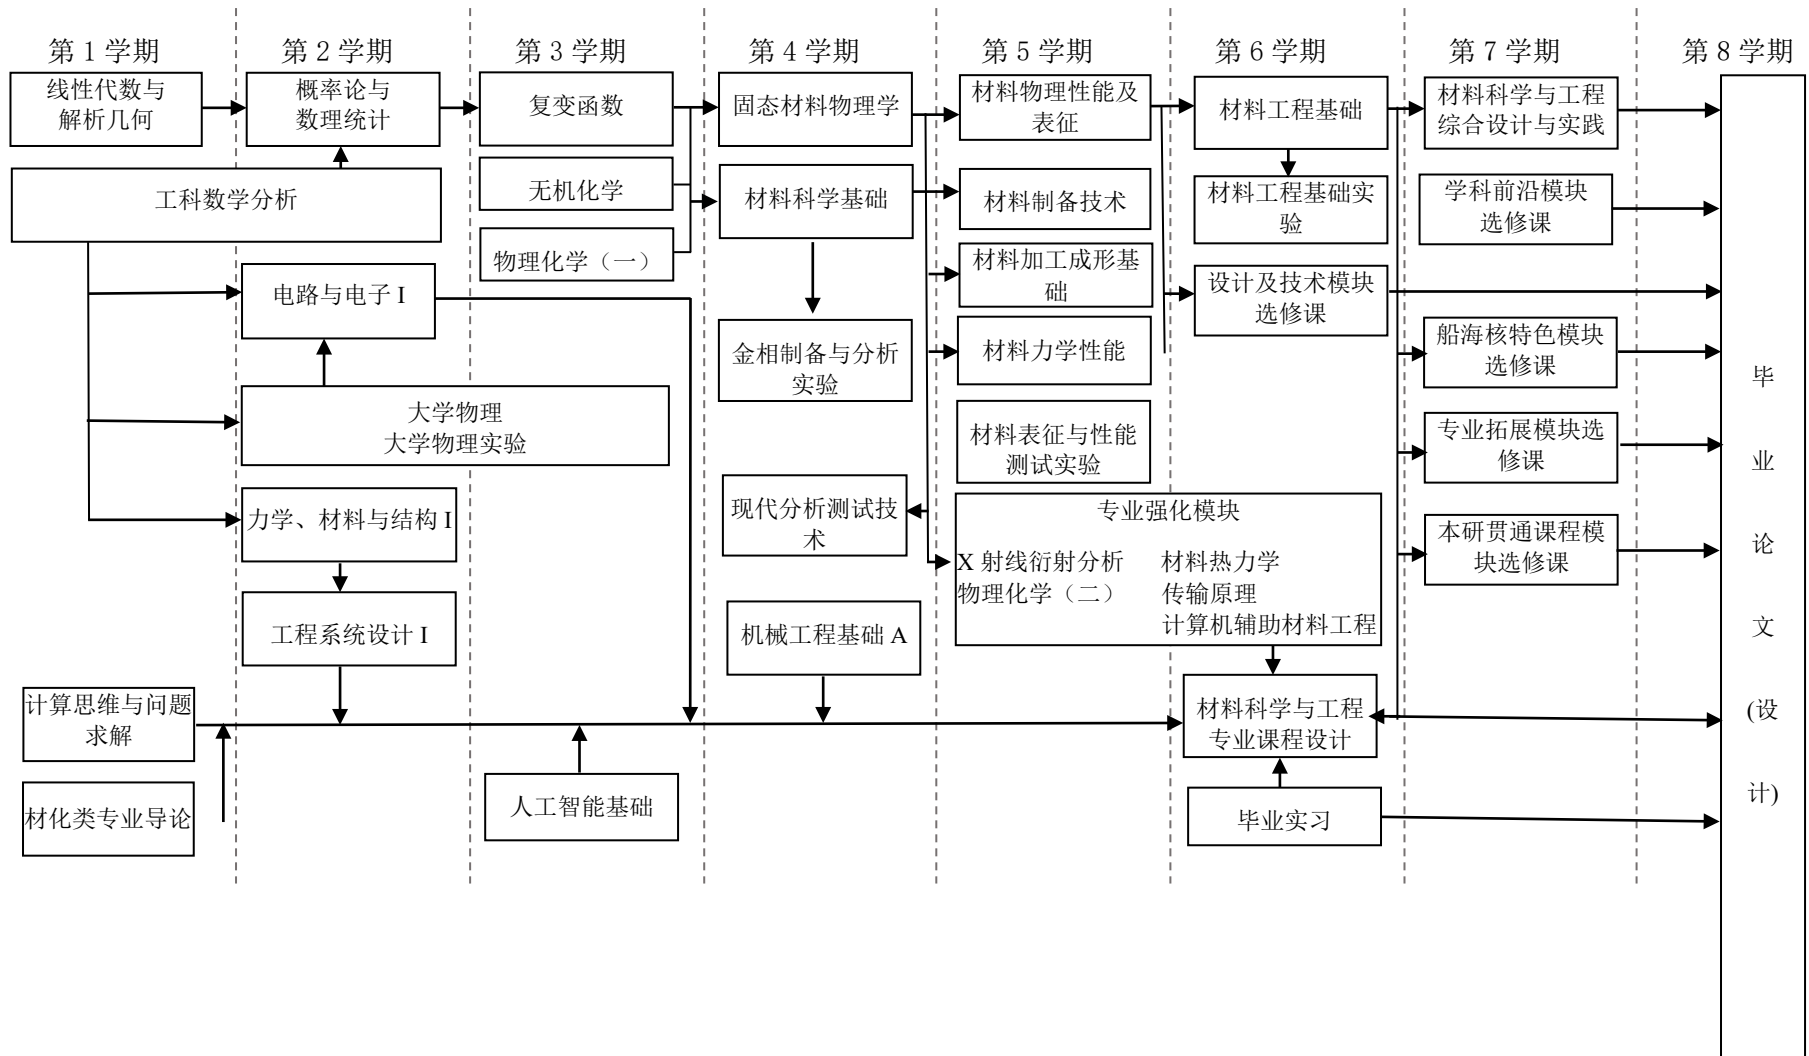 第 1 学期
第 2 学期
第 3 学期
第 4 学期
第 5 学期
第 6 学期
第 7 学期
第 8 学期
线性代数与
解析几何
概率论与
数理统计
复变函数
固态材料物理学
材料物理性能及
表征
材料工程基础
材料科学与工程
综合设计与实践
工科数学分析
无机化学
材料科学基础
材料制备技术
材料工程基础实
验
学科前沿模块
选修课
物理化学（一）
电路与电子 I
材料加工成形基
础
设计及技术模块
选修课
金相制备与分析
实验
材料力学性能
船海核特色模块
选修课
大学物理
大学物理实验
材料表征与性能
测试实验
专业拓展模块选
修课
力学、材料与结构 I
现代分析测试技
术
专业强化模块
X 射线衍射分析
物理化学（二）
材料热力学
传输原理
计算机辅助材料工程
本研贯通课程模
块选修课
工程系统设计 I
机械工程基础 A
计算思维与问题
求解
材料科学与工程
专业课程设计
材化类专业导论
人工智能基础
毕业实习
毕
业
论
文
(设
计)